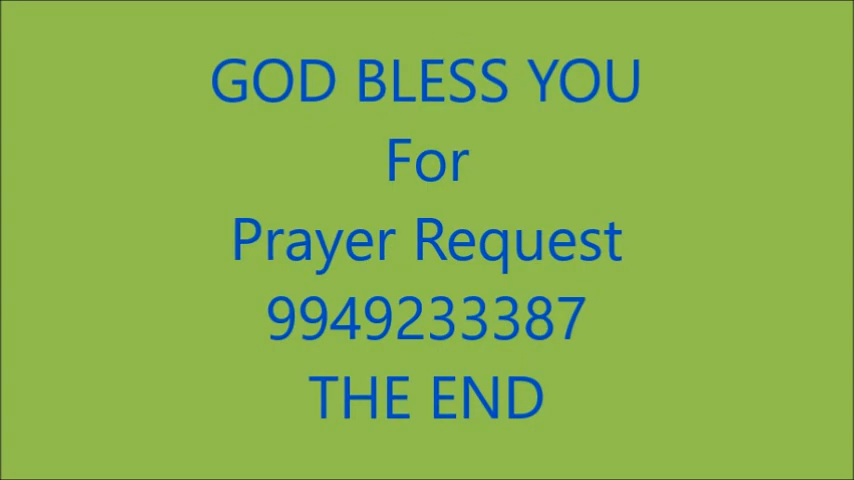 GOD BLESS YOU
For
Prayer Request
9949233387
THE END